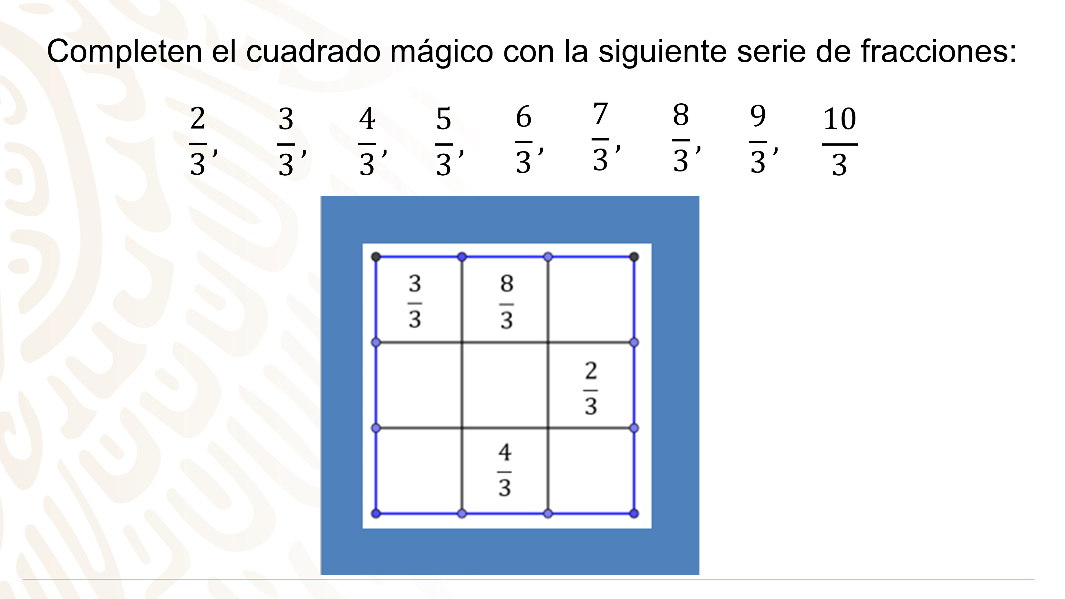 Completen el cuadrado mágico con la siguiente serie de fracciones:
2/3, 3/3, 4/3, 5/3, 6/3, 7/3, 8/3, 9/3, 10/3
3/3 8/3
2/3
4/3